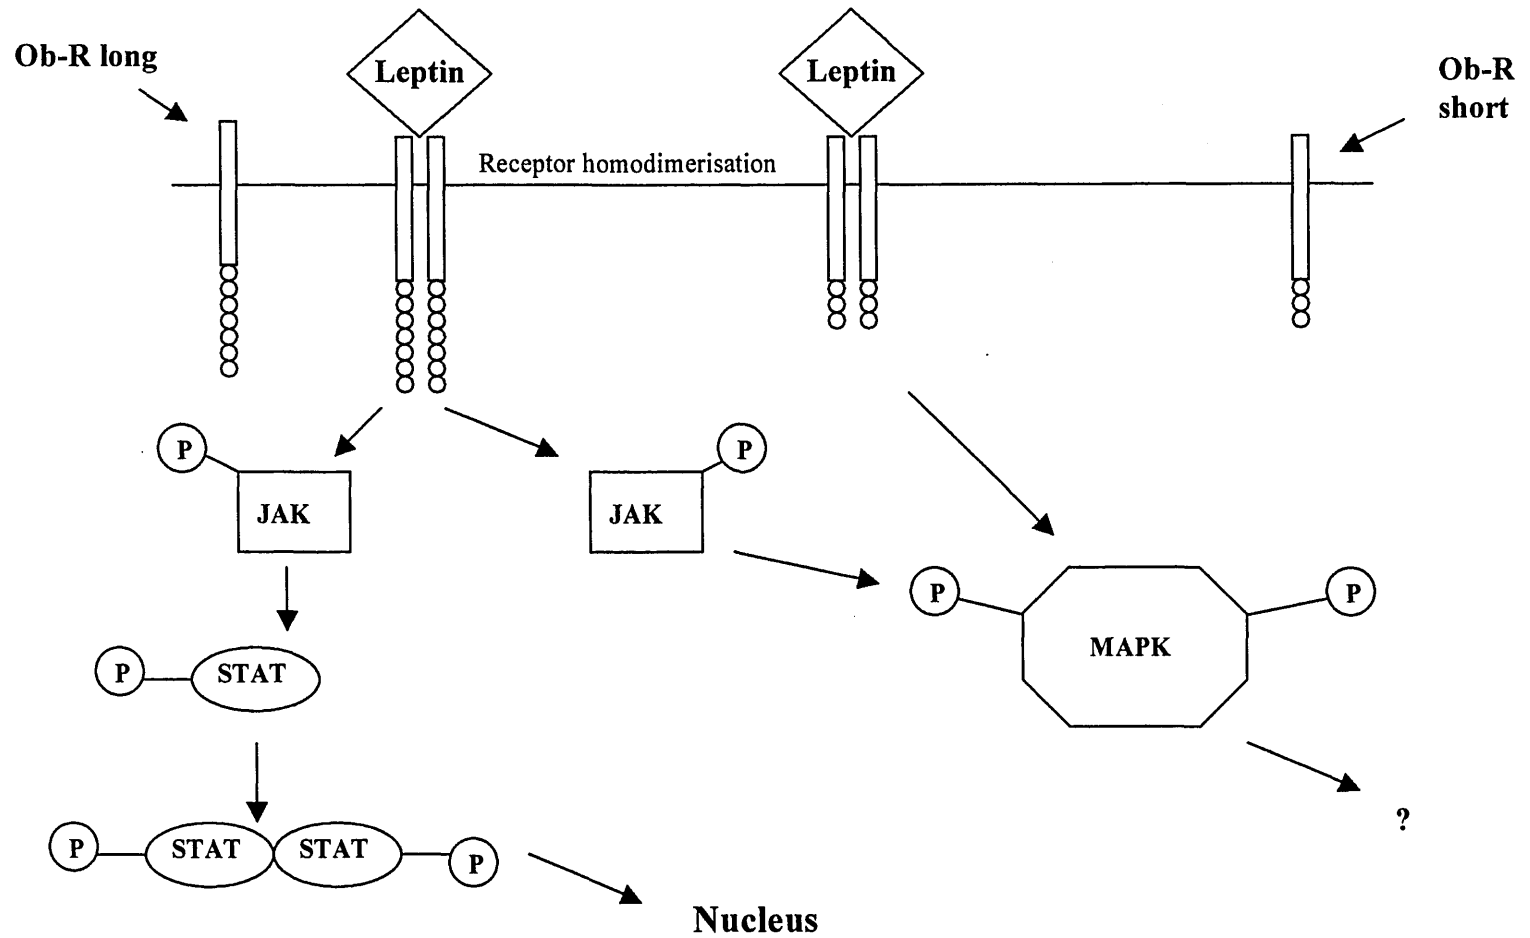 Ob-R long
Leptin
Leptin
Ob-R
short
Receptor homodimerisation
P
P
JAK
JAK
P
P
MAPK
P
STAT
?
P
STAT
STAT
P
Nucleus